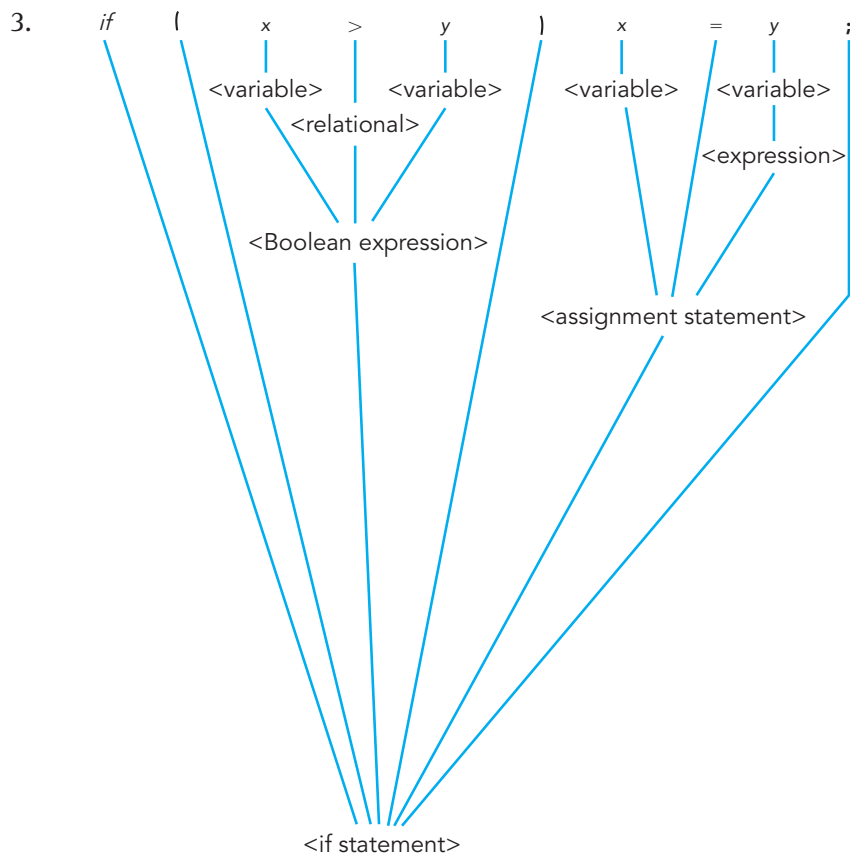 3. if ( x > y ) x = y ;
<variable> <variable> <variable> <variable>
<relational>
<expression>
<Boolean expression>
<assignment statement>
<if statement>